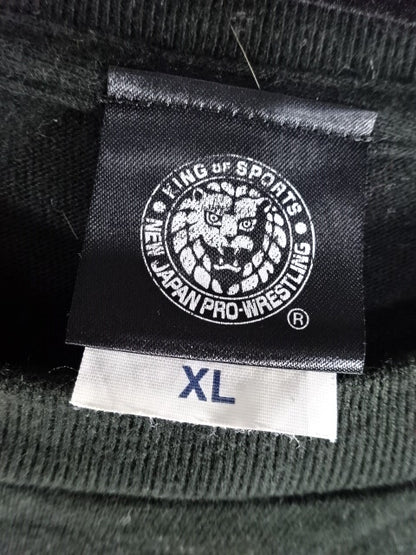 KING OF SPORTS
NEW JAPAN PRO-WRESTLING
®
XL